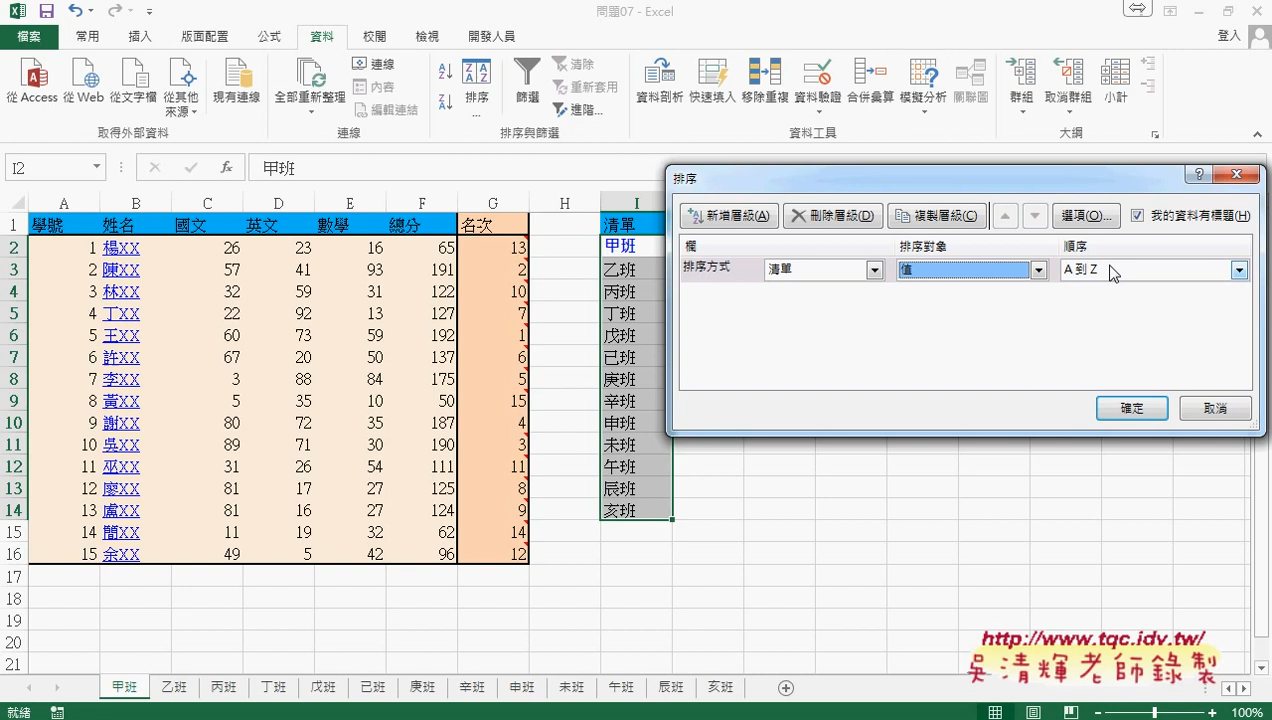 問題07 - Excel
檔案 常用 插入 版面配置 公式 資料 校閱 檢視 開發人員 登入
從 Access 從 Web 從文字檔 從其他來源 現有連線 全部重新整理 連線 內容 編輯連結 排序... 篩選 清除 重新套用 進階... 資料剖析 快速填入 移除重複 資料驗證 合併彙算 模擬分析 關聯圖 群組 取消群組 小計
取得外部資料 連線 排序與篩選 資料工具 大綱
I2 fx 甲班
A B C D E F G H I
1 學號 姓名 國文 英文 數學 總分 名次 清單
2 1 楊XX 26 23 16 65 13 甲班
3 2 陳XX 57 41 93 191 2 乙班
4 3 林XX 32 59 31 122 10 丙班
5 4 丁XX 22 92 13 127 7 丁班
6 5 王XX 60 73 59 192 1 戊班
7 6 許XX 67 20 50 137 6 已班
8 7 李XX 3 88 84 175 5 庚班
9 8 黃XX 5 35 10 50 15 辛班
10 9 謝XX 80 72 35 187 4 申班
11 10 吳XX 89 71 30 190 3 未班
12 11 巫XX 31 26 54 111 11 午班
13 12 廖XX 81 17 27 125 8 辰班
14 13 盧XX 81 16 27 124 9 亥班
15 14 簡XX 11 19 32 62 14
16 15 余XX 49 5 42 96 12
17
18
19
20
21
排序
新增層級(A) 刪除層級(D) 複製層級(C) 選項(O)... 我的資料有標題(H)
欄 排序對象 順序
排序方式 清單 值 A 到 Z
確定 取消
http://www.tqc.idv.tw/
吳清輝老師錄製
甲班 乙班 丙班 丁班 戊班 已班 庚班 辛班 申班 未班 午班 辰班 亥班
就緒 100%